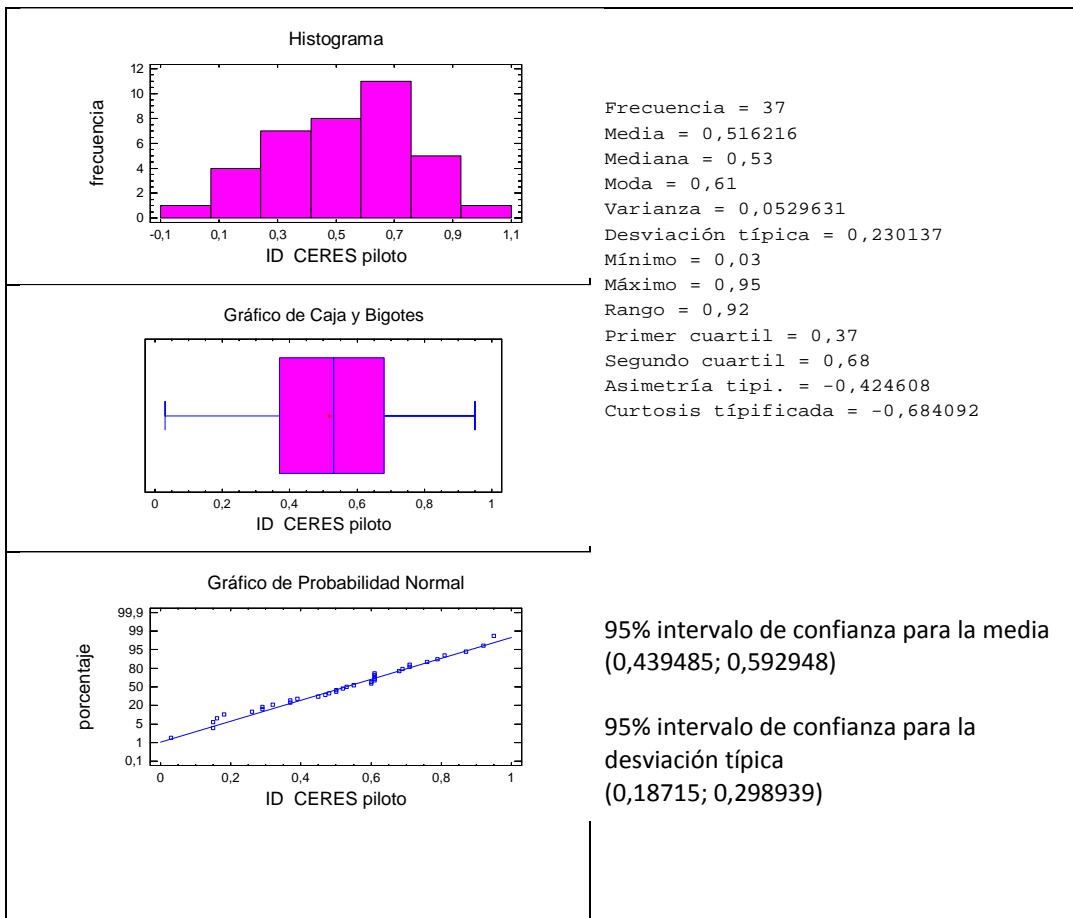 Histograma
12
10
8
6
4
2
0
frecuencia
-0,1 0,1 0,3 0,5 0,7 0,9 1,1
ID CERES piloto
Frecuencia = 37
Media = 0,516216
Mediana = 0,53
Moda = 0,61
Varianza = 0,0529631
Desviación típica = 0,230137
Mínimo = 0,03
Máximo = 0,95
Rango = 0,92
Primer cuartil = 0,37
Segundo cuartil = 0,68
Asimetría tipi. = -0,424608
Curtosis típificada = -0,684092
Gráfico de Caja y Bigotes
0 0,2 0,4 0,6 0,8 1
ID CERES piloto
Gráfico de Probabilidad Normal
99,9
99
95
80
50
20
5
1
0,1
porcentaje
0 0,2 0,4 0,6 0,8 1
ID CERES piloto
95% intervalo de confianza para la media
(0,439485; 0,592948)
95% intervalo de confianza para la
desviación típica
(0,18715; 0,298939)